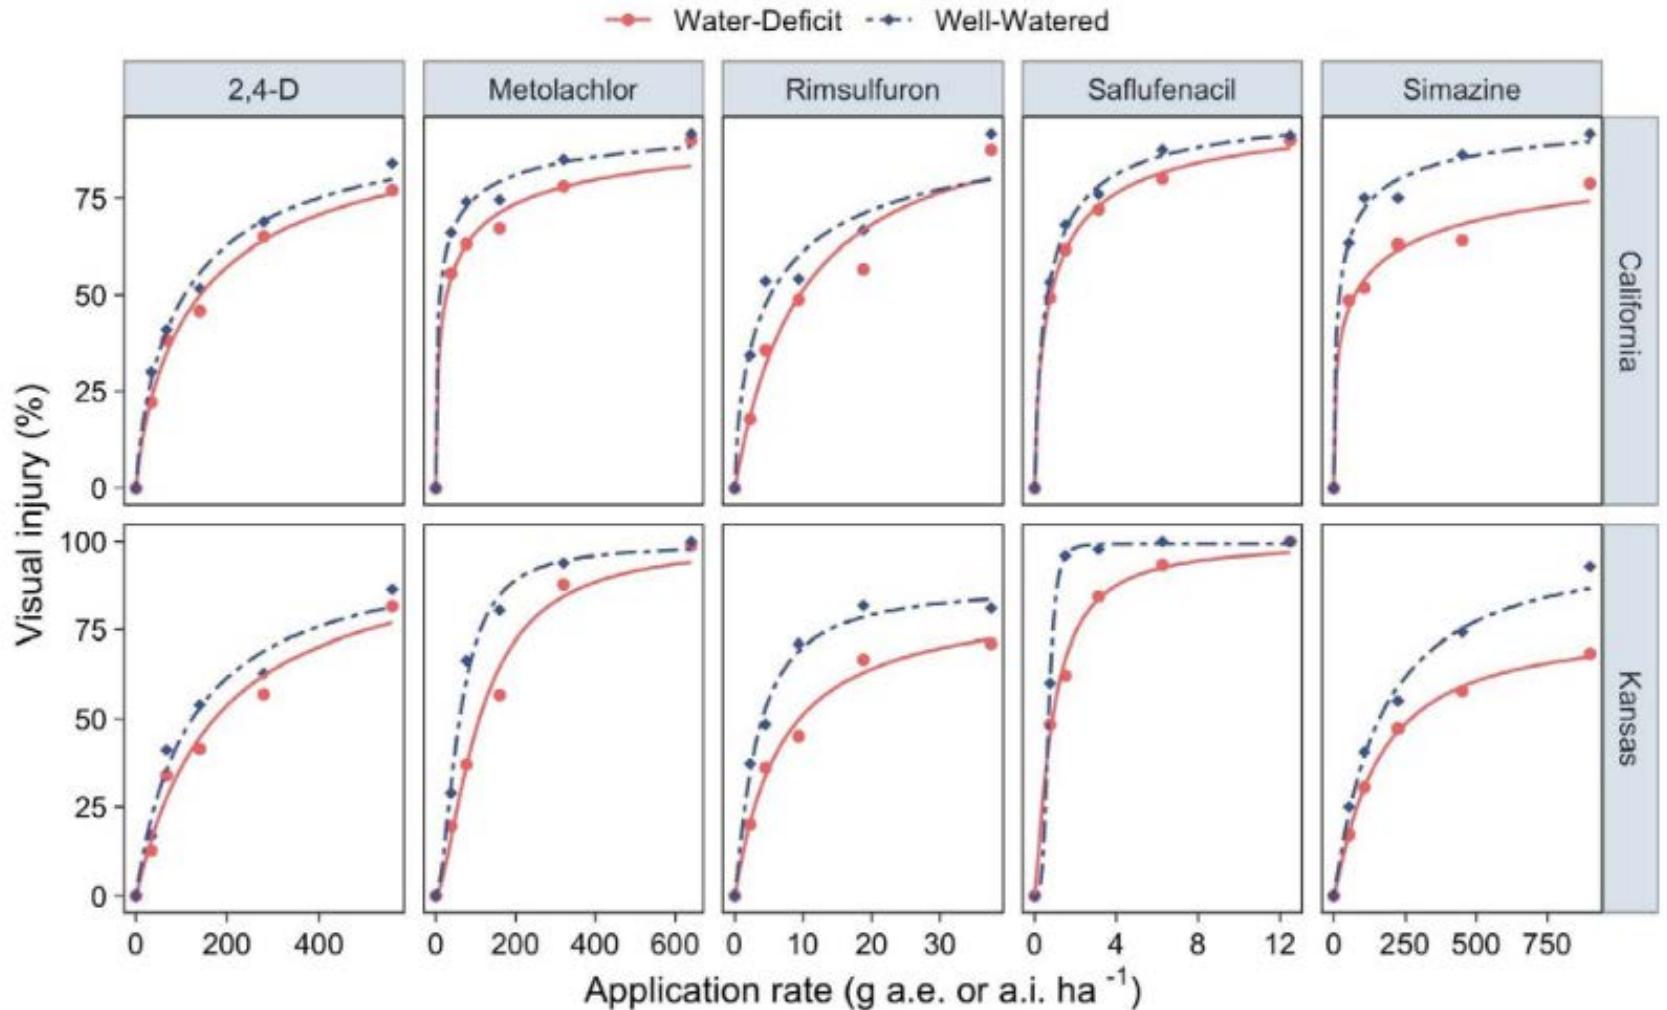 Water-Deficit Well-Watered
2,4-D Metolachlor Rimsulfuron Saflufenacil Simazine
75
50
25
0
California
100
75
50
25
0
Kansas
Visual injury (%)
0 200 400 0 200 400 600 0 10 20 30 0 4 8 12 0 250 500 750
Application rate (g a.e. or a.i. ha -1)